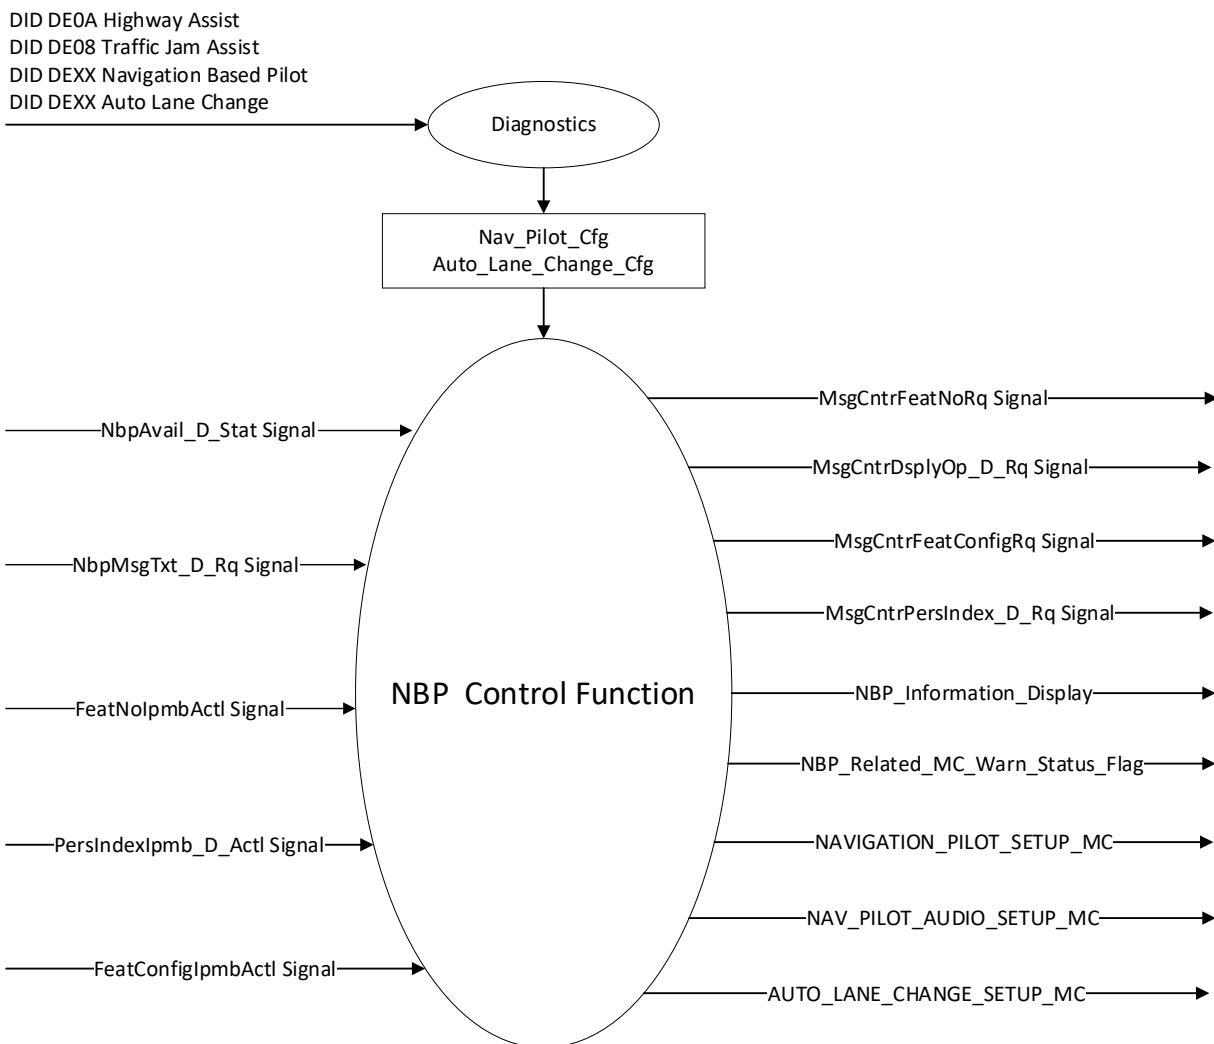 DID DE0A Highway Assist
DID DE08 Traffic Jam Assist
DID DEXX Navigation Based Pilot
DID DEXX Auto Lane Change
Diagnostics
Nav_Pilot_Cfg
Auto_Lane_Change_Cfg
NbpAvail_D_Stat Signal
NbpMsgTxt_D_Rq Signal
FeatNoIpmbActl Signal
PersIndexIpmb_D_Actl Signal
FeatConfigIpmbActl Signal
NBP Control Function
MsgCntrFeatNoRq Signal
MsgCntrDsplyOp_D_Rq Signal
MsgCntrFeatConfigRq Signal
MsgCntrPersIndex_D_Rq Signal
NBP_Information_Display
NBP_Related_MC_Warn_Status_Flag
NAVIGATION_PILOT_SETUP_MC
NAV_PILOT_AUDIO_SETUP_MC
AUTO_LANE_CHANGE_SETUP_MC